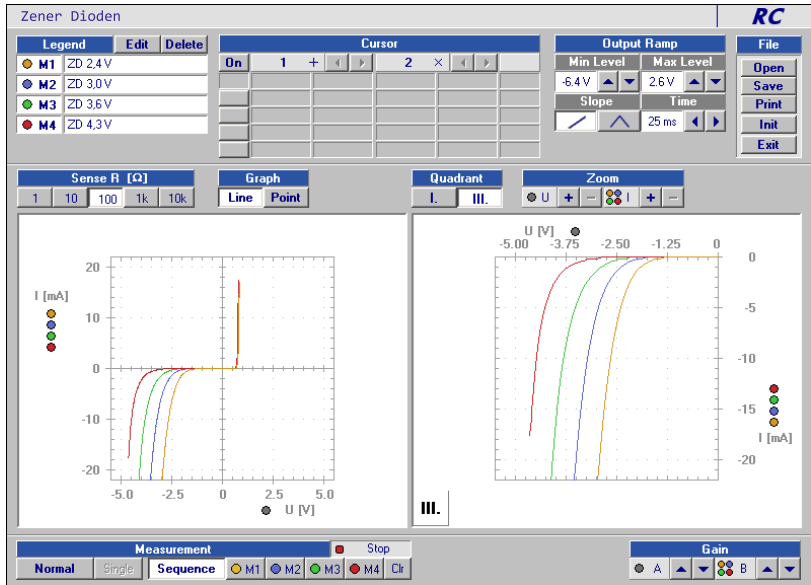 Zener Dioden
RC
Legend Edit Delete
M1 ZD 2,4 V
M2 ZD 3,0 V
M3 ZD 3,6 V
M4 ZD 4,3 V
Cursor
On 1 + 2 ×
Output Ramp
Min Level Max Level
-6.4 V 2.6 V
Slope Time
25 ms
File
Open
Save
Print
Init
Exit
Sense R [Ω]
1 10 100 1k 10k
Graph
Line Point
Quadrant
I. III.
Zoom
U + − I + −
I [mA]
20
10
0
-10
-20
-5.0 -2.5 0 2.5 5.0
U [V]
U [V]
-5.00 -3.75 -2.50 -1.25 0
0
-5
-10
-15
-20
I [mA]
III.
Measurement
Stop
Normal Single Sequence M1 M2 M3 M4 Clr
Gain
A B